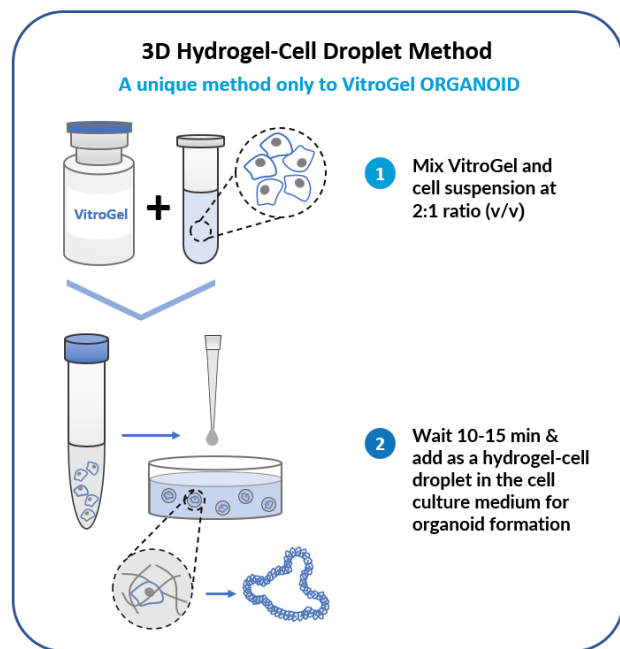 3D Hydrogel-Cell Droplet Method
A unique method only to VitroGel ORGANOID
VitroGel
+
1
Mix VitroGel and
cell suspension at
2:1 ratio (v/v)
2
Wait 10-15 min &
add as a hydrogel-cell
droplet in the cell
culture medium for
organoid formation